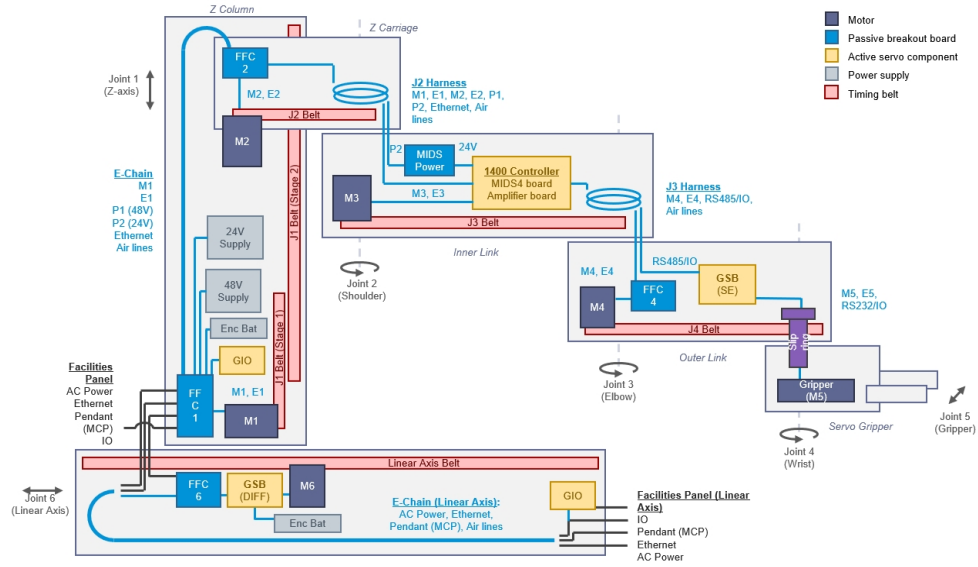 Z Column
Z Carriage
Motor
Passive breakout board
Active servo component
Power supply
Timing belt
Joint 1
(Z-axis)
FFC
2
M2, E2
J2 Harness
M1, E1, M2, E2, P1,
P2, Ethernet, Air
lines
J2 Belt
M2
E-Chain
M1
E1
P1 (48V)
P2 (24V)
Ethernet
Air lines
J1 Belt (Stage 2)
P2
MIDS
Power
24V
1400 Controller
MIDS4 board
Amplifier board
M3
M3, E3
J3 Belt
J3 Harness
M4, E4, RS485/IO,
Air lines
Inner Link
24V
Supply
48V
Supply
Enc Bat
GIO
J1 Belt (Stage 1)
Joint 2
(Shoulder)
M4, E4
RS485/IO
FFC
4
GSB
(SE)
M5, E5,
RS232/IO
M4
J4 Belt
Slip
ring
Outer Link
Joint 3
(Elbow)
Gripper
(M5)
Servo Gripper
Joint 4
(Wrist)
Joint 5
(Gripper)
Facilities
Panel
AC Power
Ethernet
Pendant
(MCP)
IO
FF
C
1
M1, E1
M1
Linear Axis Belt
Joint 6
(Linear Axis)
FFC
6
GSB
(DIFF)
M6
Enc Bat
E-Chain (Linear Axis):
AC Power, Ethernet,
Pendant (MCP), Air lines
GIO
Facilities Panel (Linear
Axis)
IO
Pendant (MCP)
Ethernet
AC Power